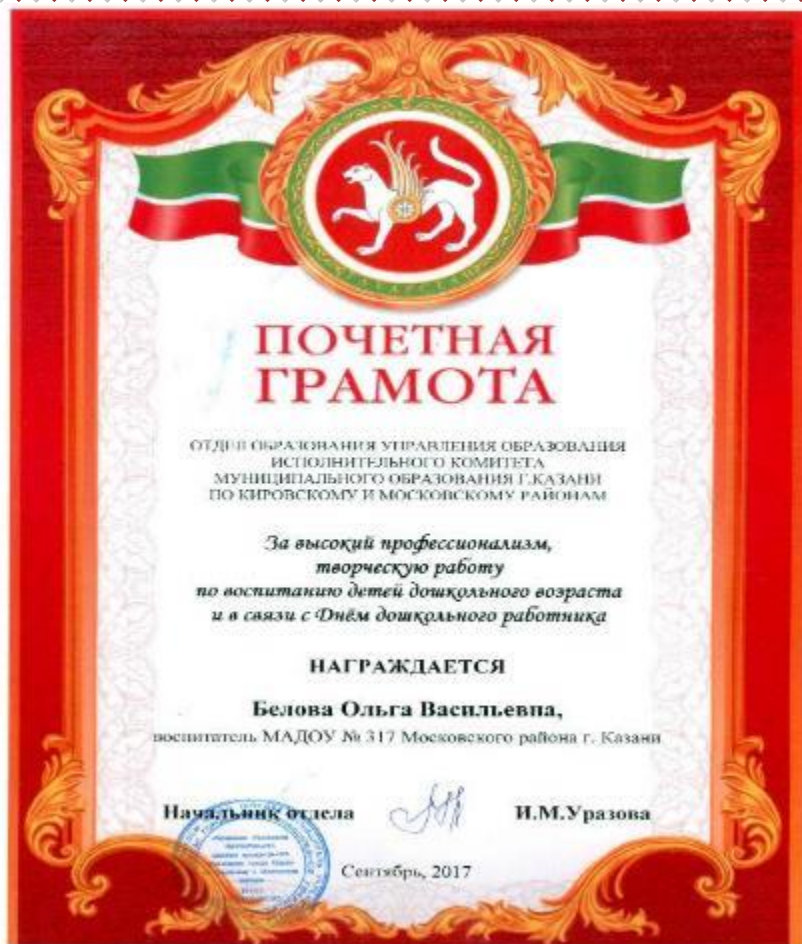 ТАТАРСТАН
ПОЧЕТНАЯ
ГРАМОТА
ОТДЕЛ ОБРАЗОВАНИЯ УПРАВЛЕНИЯ ОБРАЗОВАНИЯ
ИСПОЛНИТЕЛЬНОГО КОМИТЕТА
МУНИЦИПАЛЬНОГО ОБРАЗОВАНИЯ Г.КАЗАНИ
ПО КИРОВСКОМУ И МОСКОВСКОМУ РАЙОНАМ
За высокий профессионализм,
творческую работу
по воспитанию детей дошкольного возраста
и в связи с Днём дошкольного работника
НАГРАЖДАЕТСЯ
Белова Ольга Васильевна,
воспитатель МАДОУ № 317 Московского района г. Казани
Начальник отдела И.М.Уразова
Сентябрь, 2017